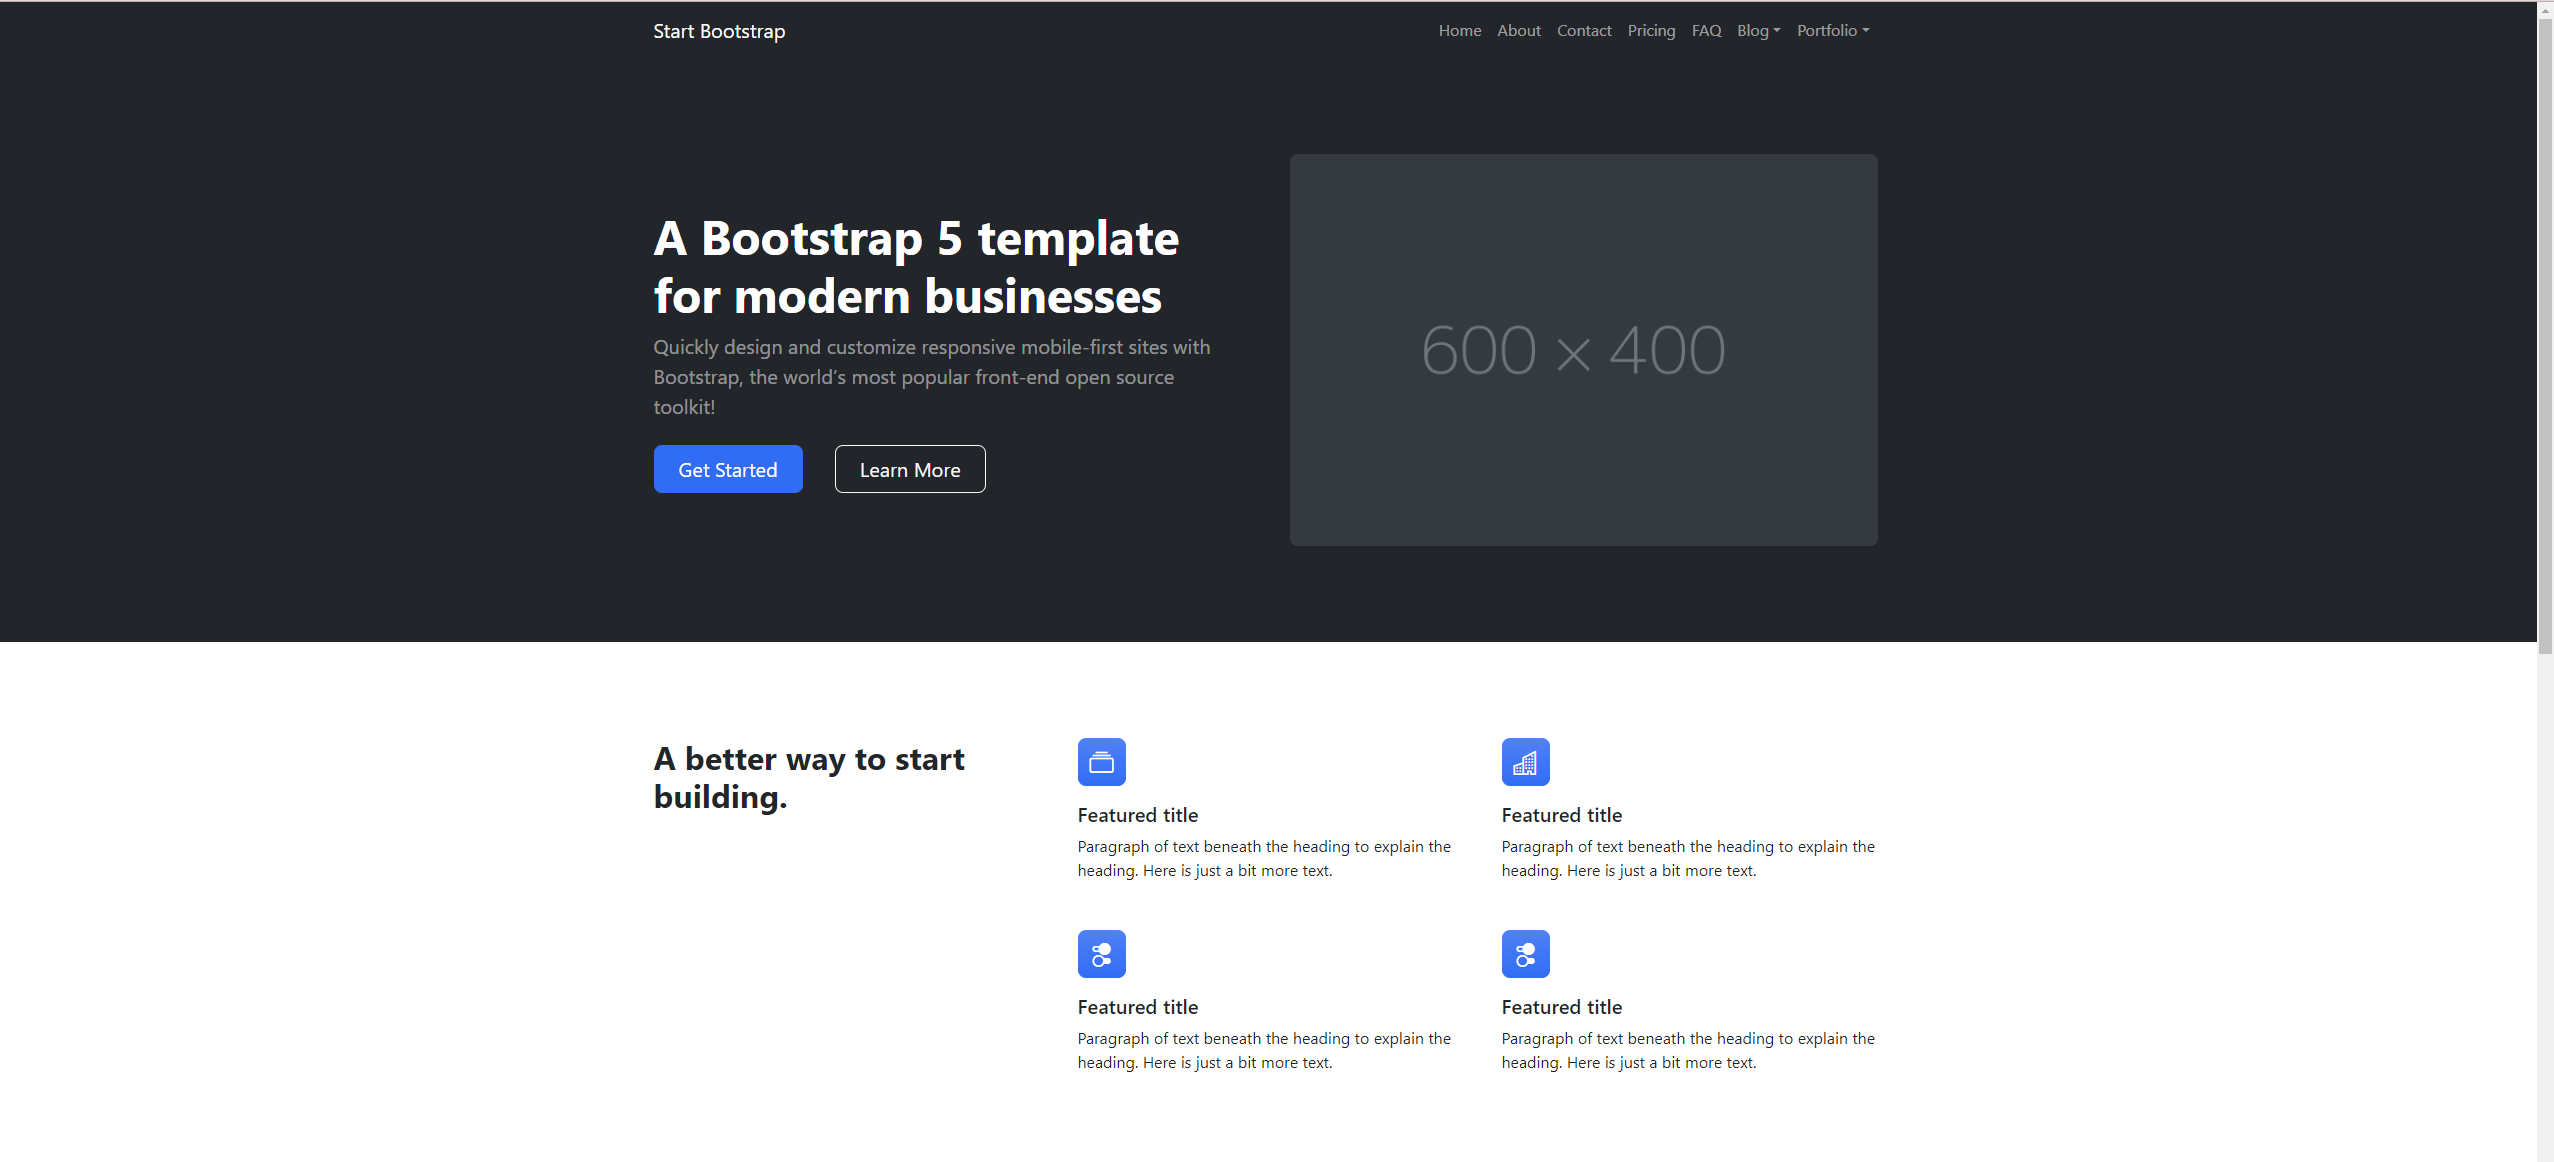 Start Bootstrap
Home About Contact Pricing FAQ Blog Portfolio
A Bootstrap 5 template
for modern businesses
Quickly design and customize responsive mobile-first sites with
Bootstrap, the world’s most popular front-end open source
toolkit!
Get Started
Learn More
600 × 400
A better way to start
building.
Featured title
Paragraph of text beneath the heading to explain the
heading. Here is just a bit more text.
Featured title
Paragraph of text beneath the heading to explain the
heading. Here is just a bit more text.
Featured title
Paragraph of text beneath the heading to explain the
heading. Here is just a bit more text.
Featured title
Paragraph of text beneath the heading to explain the
heading. Here is just a bit more text.